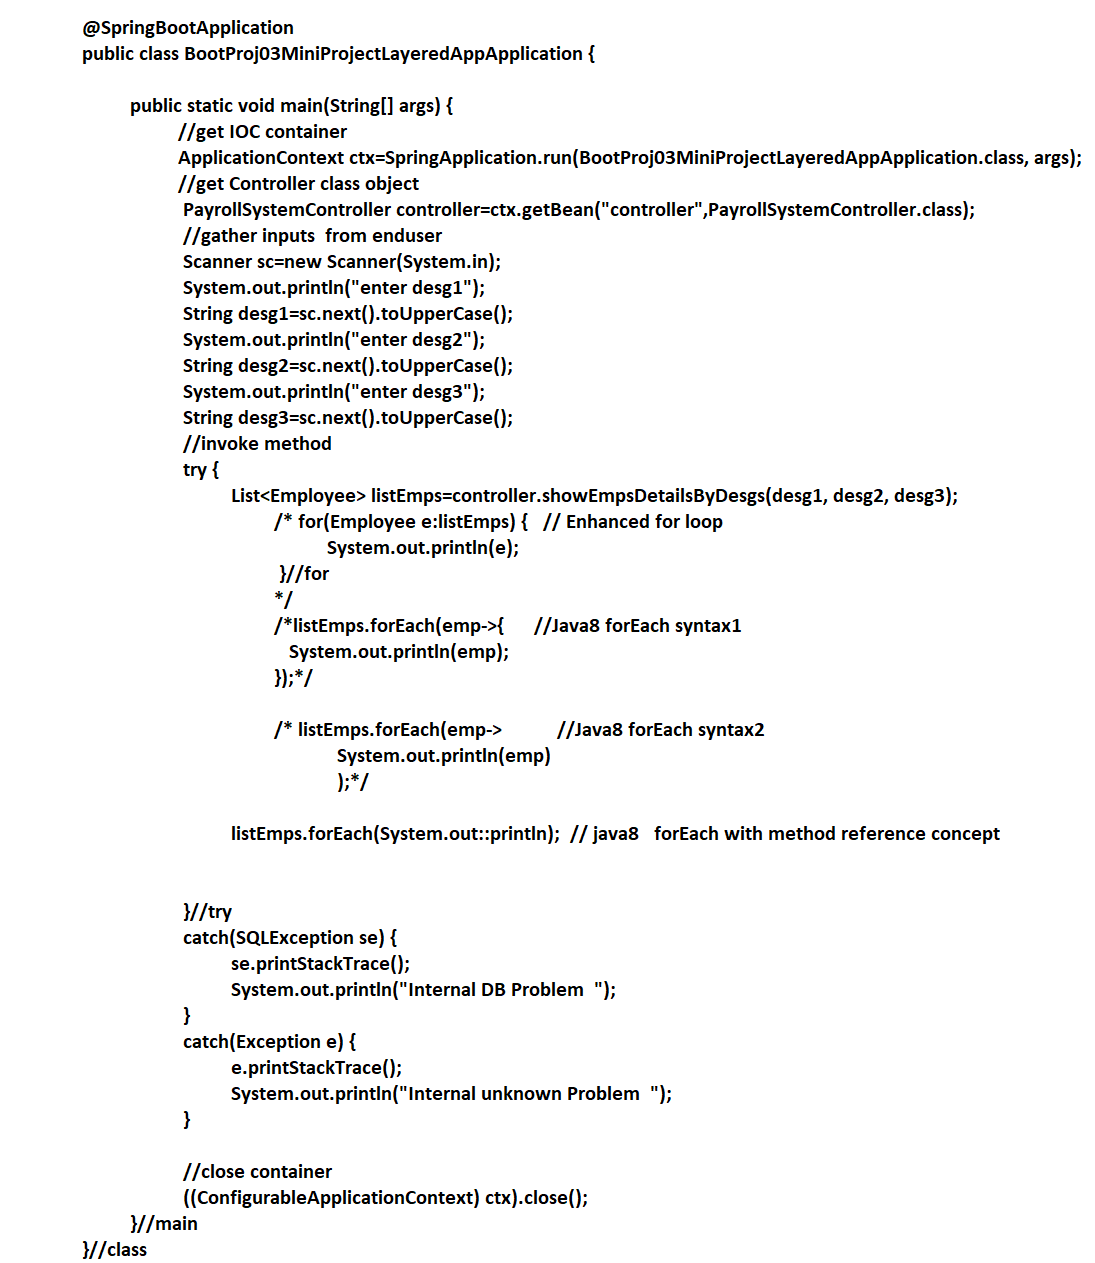 @SpringBootApplication
public class BootProj03MiniProjectLayeredAppApplication {
public static void main(String[] args) {
//get IOC container
ApplicationContext ctx=SpringApplication.run(BootProj03MiniProjectLayeredAppApplication.class, args);
//get Controller class object
PayrollSystemController controller=ctx.getBean("controller",PayrollSystemController.class);
//gather inputs from enduser
Scanner sc=new Scanner(System.in);
System.out.println("enter desg1");
String desg1=sc.next().toUpperCase();
System.out.println("enter desg2");
String desg2=sc.next().toUpperCase();
System.out.println("enter desg3");
String desg3=sc.next().toUpperCase();
//invoke method
try {
List<Employee> listEmps=controller.showEmpsDetailsByDesgs(desg1, desg2, desg3);
/* for(Employee e:listEmps) { // Enhanced for loop
System.out.println(e);
}//for
*/
/*listEmps.forEach(emp->{ //Java8 forEach syntax1
System.out.println(emp);
});*/
/* listEmps.forEach(emp-> //Java8 forEach syntax2
System.out.println(emp)
);*/
listEmps.forEach(System.out::println); // java8 forEach with method reference concept
}//try
catch(SQLException se) {
se.printStackTrace();
System.out.println("Internal DB Problem ");
}
catch(Exception e) {
e.printStackTrace();
System.out.println("Internal unknown Problem ");
}
//close container
((ConfigurableApplicationContext) ctx).close();
}//main
}//class